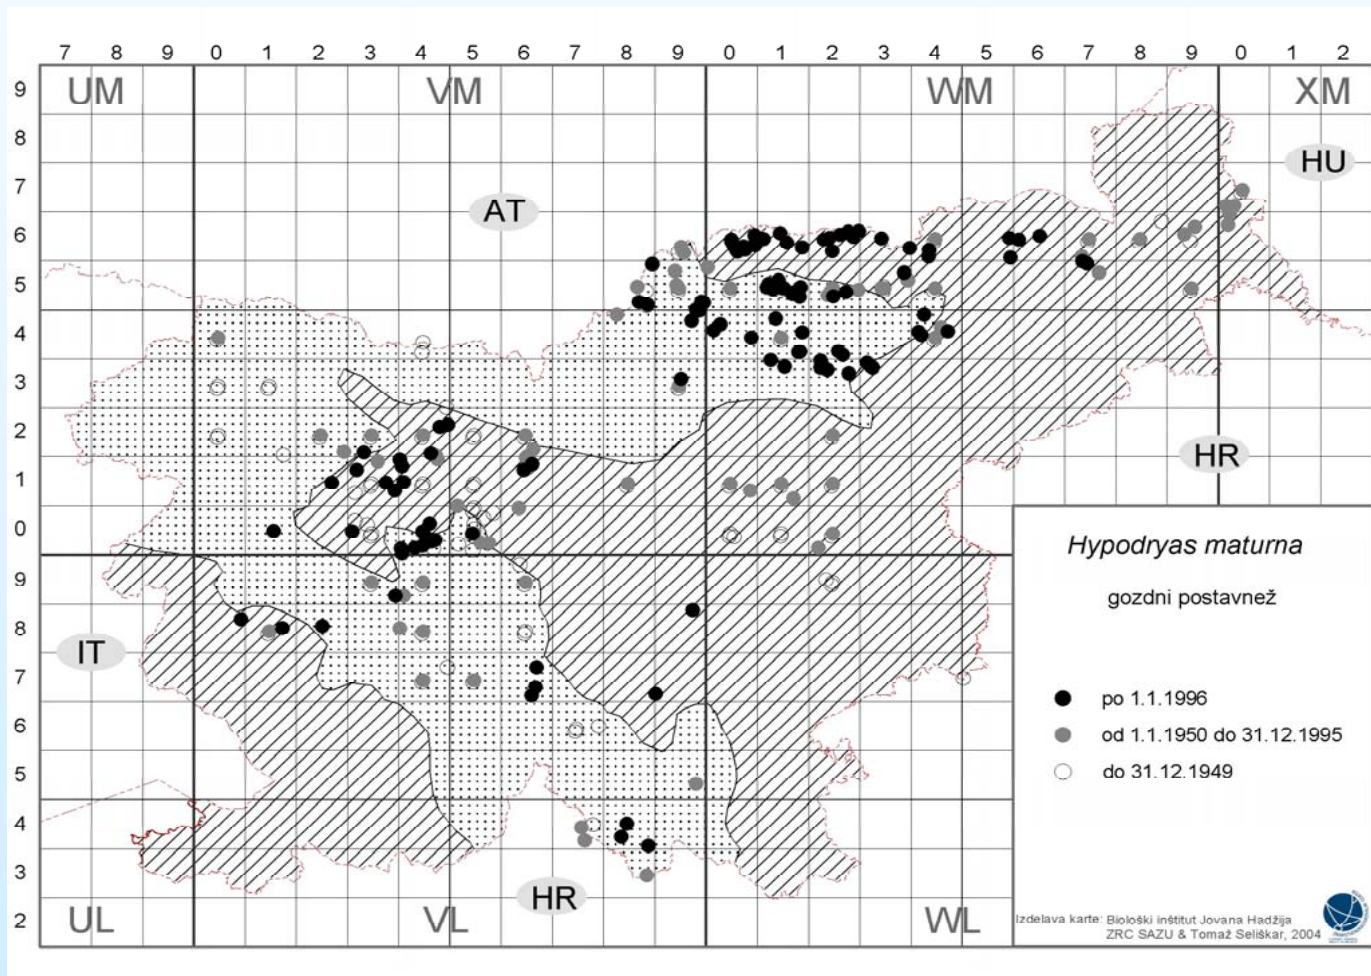 7 8 9 0 1 2 3 4 5 6 7 8 9 0 1 2 3 4 5 6 7 8 9 0 1 2
9
UM VM WM XM
8
7
HU
AT
6
5
4
3
2
HR
1
0
9
8
IT
7
6
5
4
3
HR
2
UL VL WL
Hypodryas maturna
gozdni postavnež
po 1.1.1996
od 1.1.1950 do 31.12.1995
do 31.12.1949
Izdelava karte: Biološki inštitut Jovana Hadžija
ZRC SAZU & Tomaž Seliškar, 2004